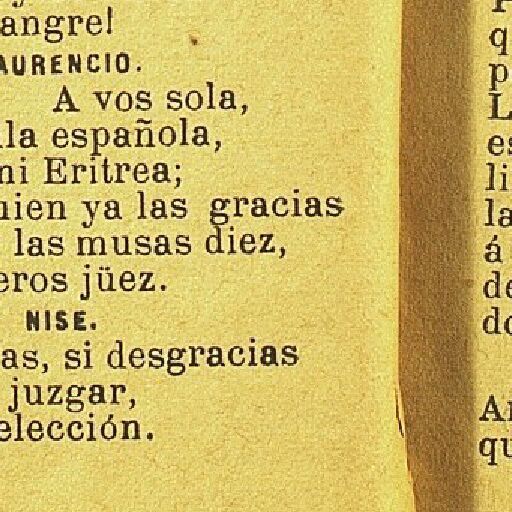 angre!
AURENCIO.
A vos sola,
lla española,
ni Eritrea;
uien ya las gracias
las musas diez,
eros jüez.
NISE.
as, si desgracias
juzgar,
elección.
q
p
L
es
li
la
á
de
do
qu